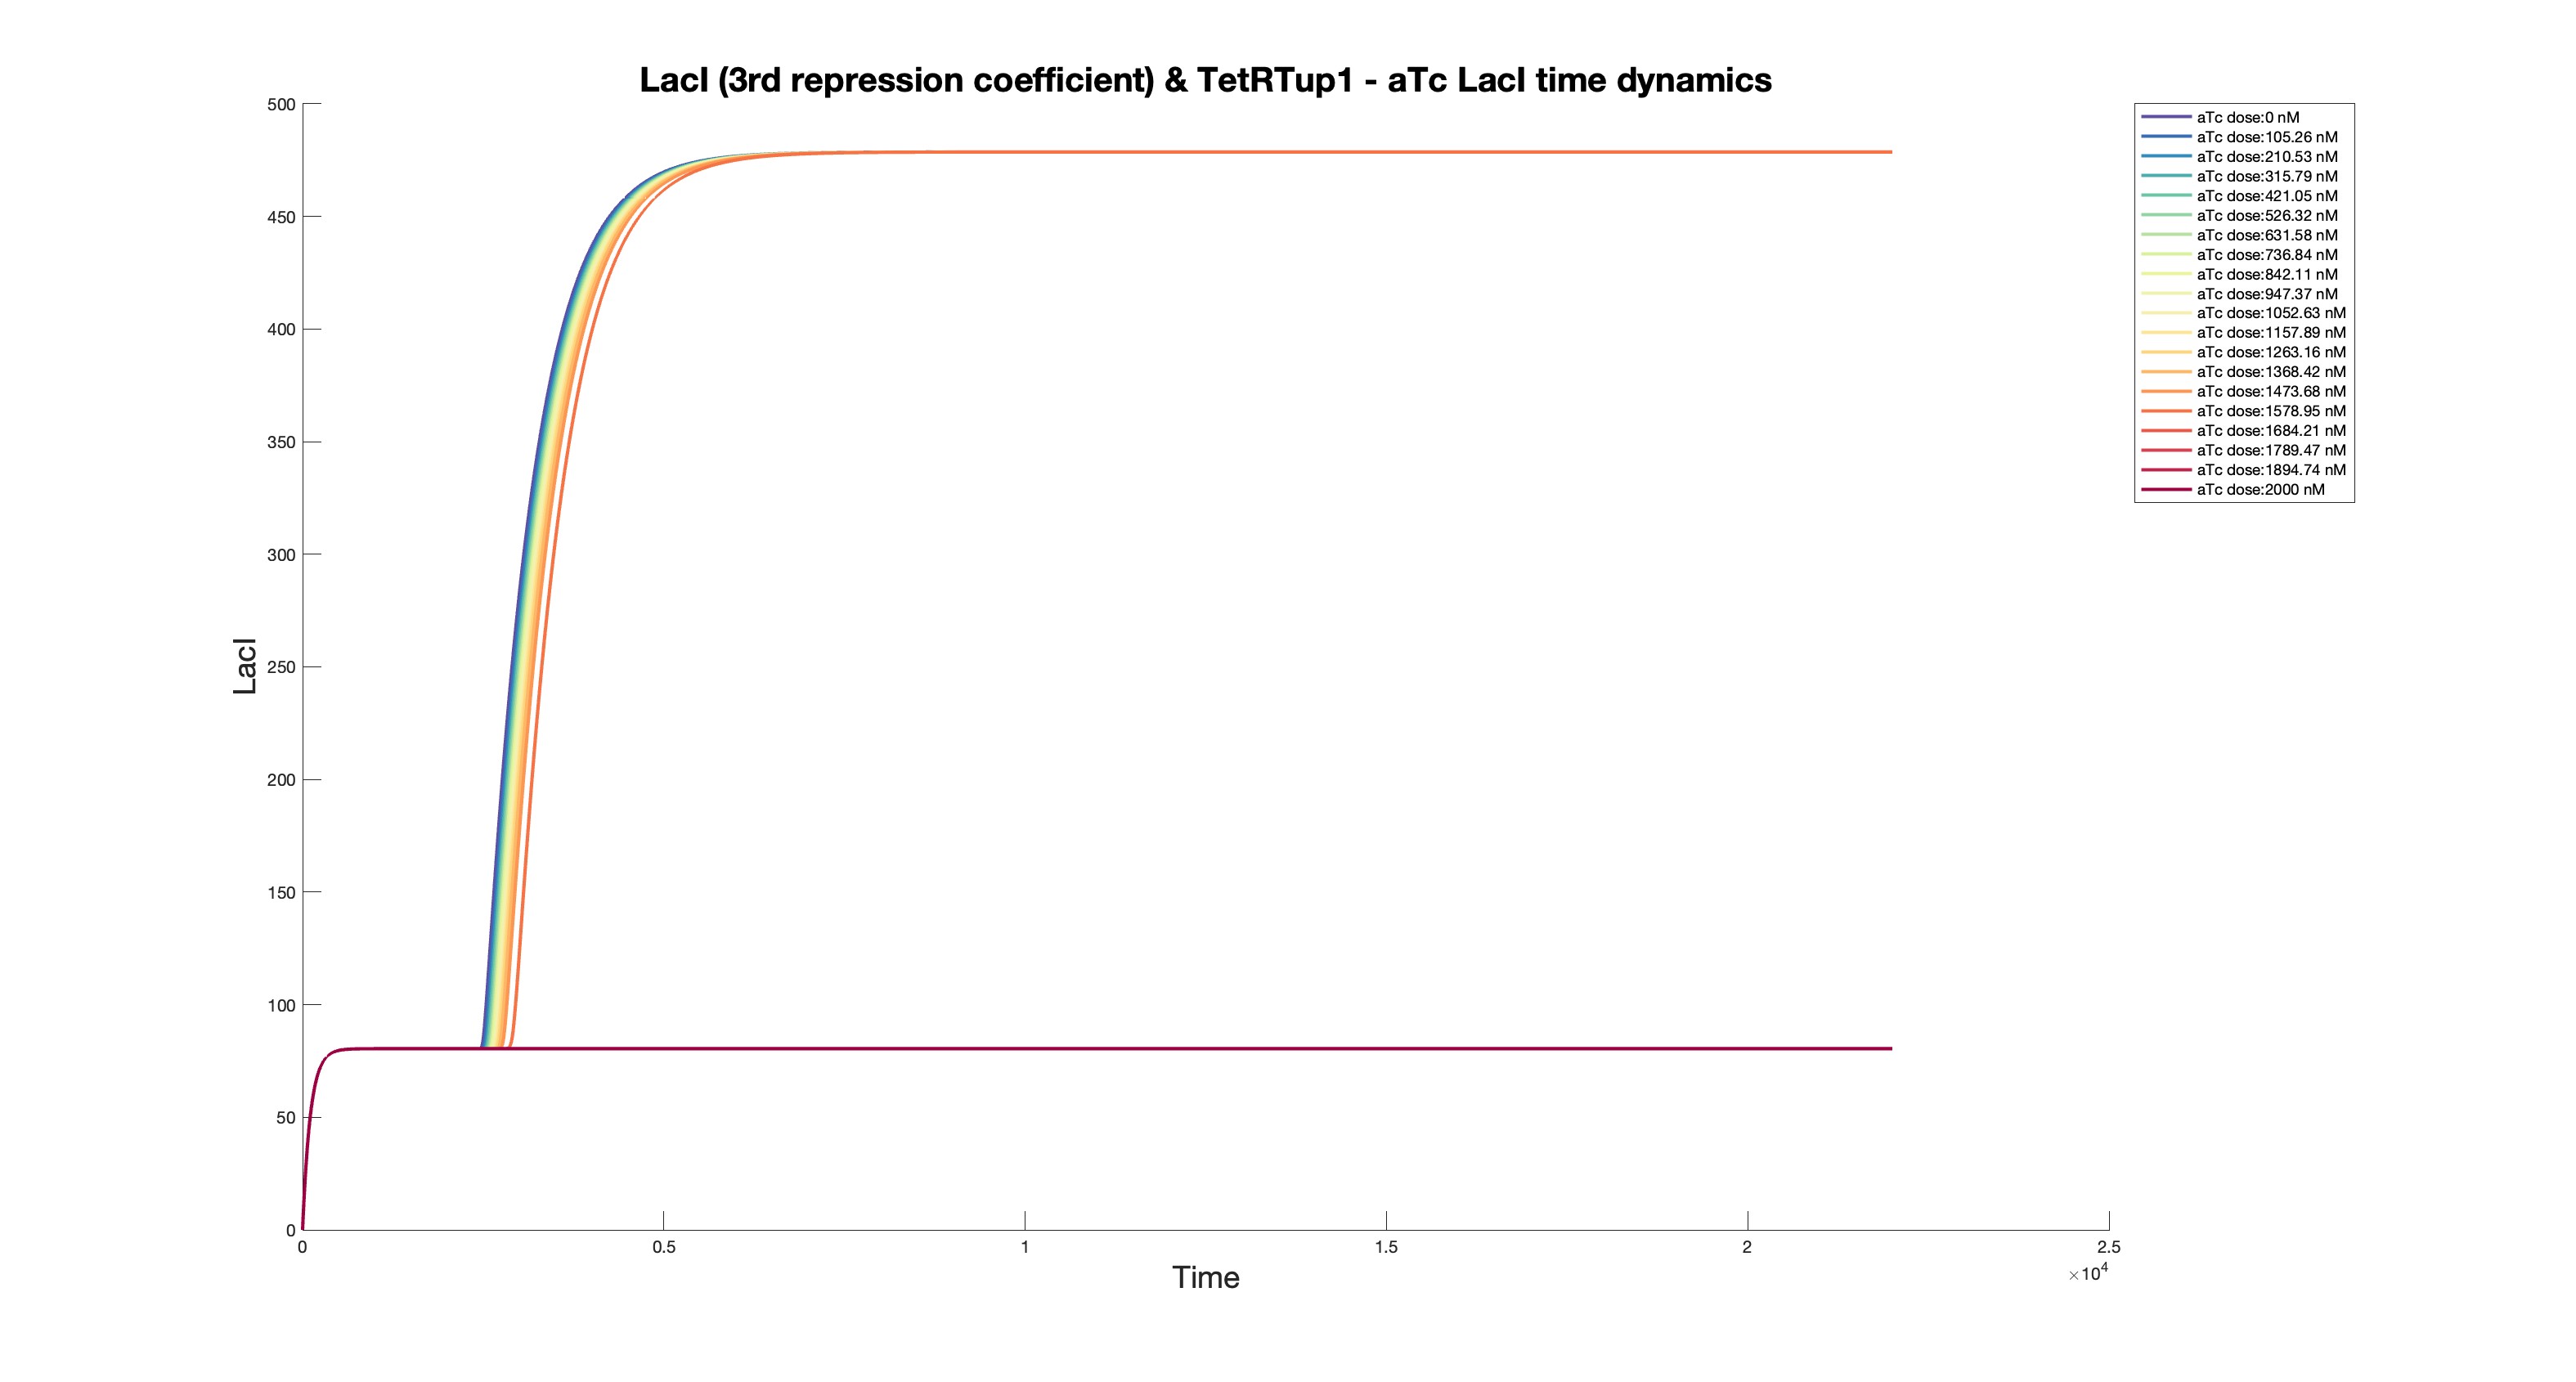 LacI (3rd repression coefficient) & TetRTup1 - aTc LacI time dynamics
500
450
400
350
300
250
200
150
100
50
0
LacI
0 0.5 1 1.5 2 2.5
×10⁴
Time
aTc dose:0 nM
aTc dose:105.26 nM
aTc dose:210.53 nM
aTc dose:315.79 nM
aTc dose:421.05 nM
aTc dose:526.32 nM
aTc dose:631.58 nM
aTc dose:736.84 nM
aTc dose:842.11 nM
aTc dose:947.37 nM
aTc dose:1052.63 nM
aTc dose:1157.89 nM
aTc dose:1263.16 nM
aTc dose:1368.42 nM
aTc dose:1473.68 nM
aTc dose:1578.95 nM
aTc dose:1684.21 nM
aTc dose:1789.47 nM
aTc dose:1894.74 nM
aTc dose:2000 nM